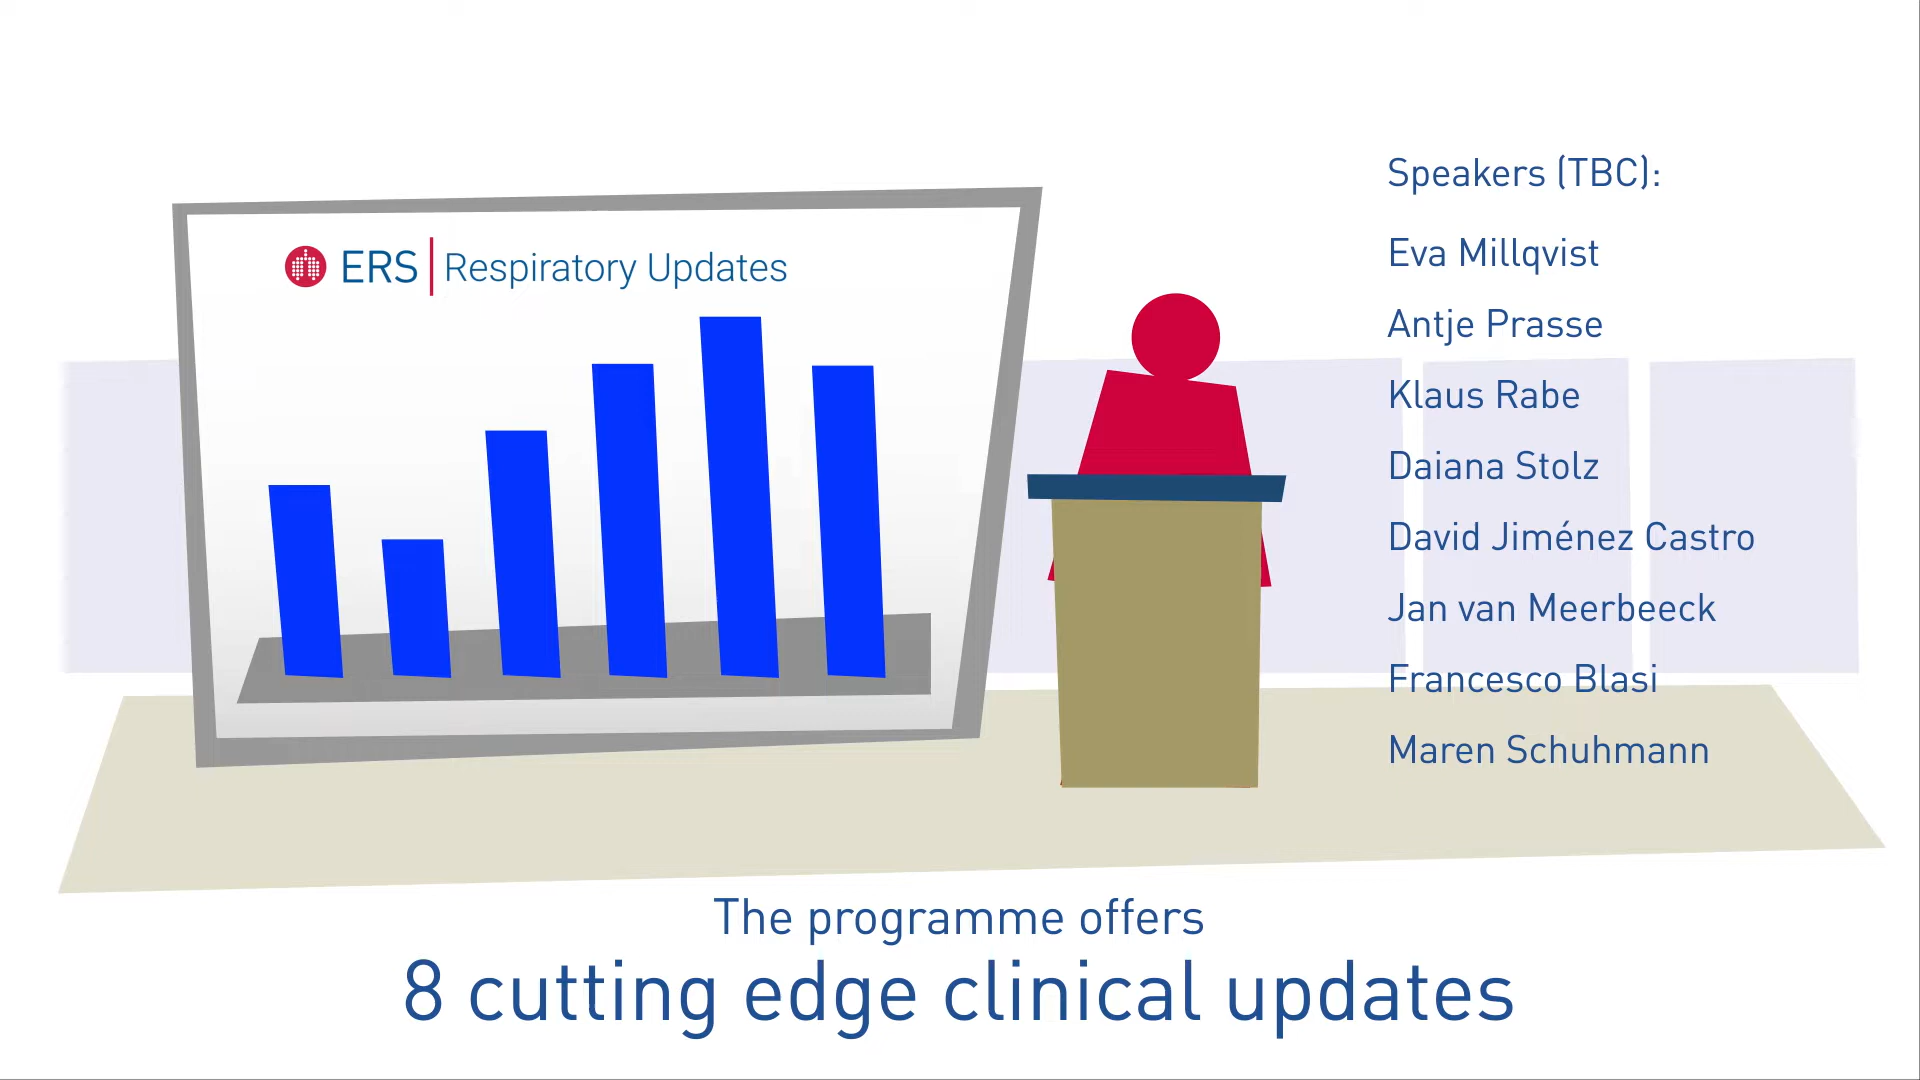 ERS | Respiratory Updates
Speakers (TBC):
Eva Millqvist
Antje Prasse
Klaus Rabe
Daiana Stolz
David Jiménez Castro
Jan van Meerbeeck
Francesco Blasi
Maren Schuhmann
The programme offers
8 cutting edge clinical updates